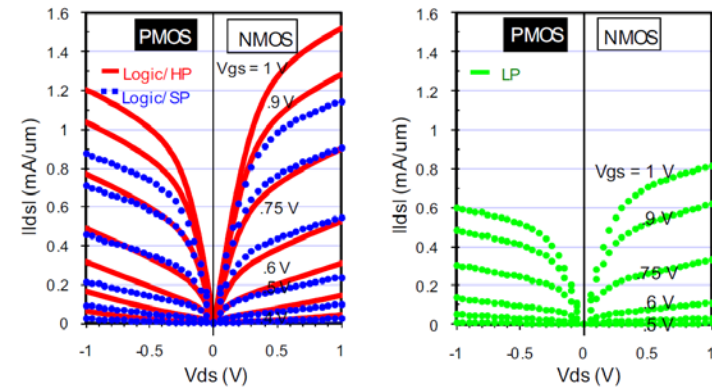 1.6
1.4
1.2
1
0.8
0.6
0.4
0.2
0
||ds| (mA/um)
PMOS
NMOS
Logic/HP
Logic/SP
Vgs = 1 V
.9 V
.75 V
.6 V
-1
-0.5
0
0.5
1
Vds (V)
1.6
1.4
1.2
1
0.8
0.6
0.4
0.2
0
||ds| (mA/um)
PMOS
NMOS
LP
Vgs = 1 V
.9 V
.75 V
.6 V
.5 V
-1
-0.5
0
0.5
1
Vds (V)